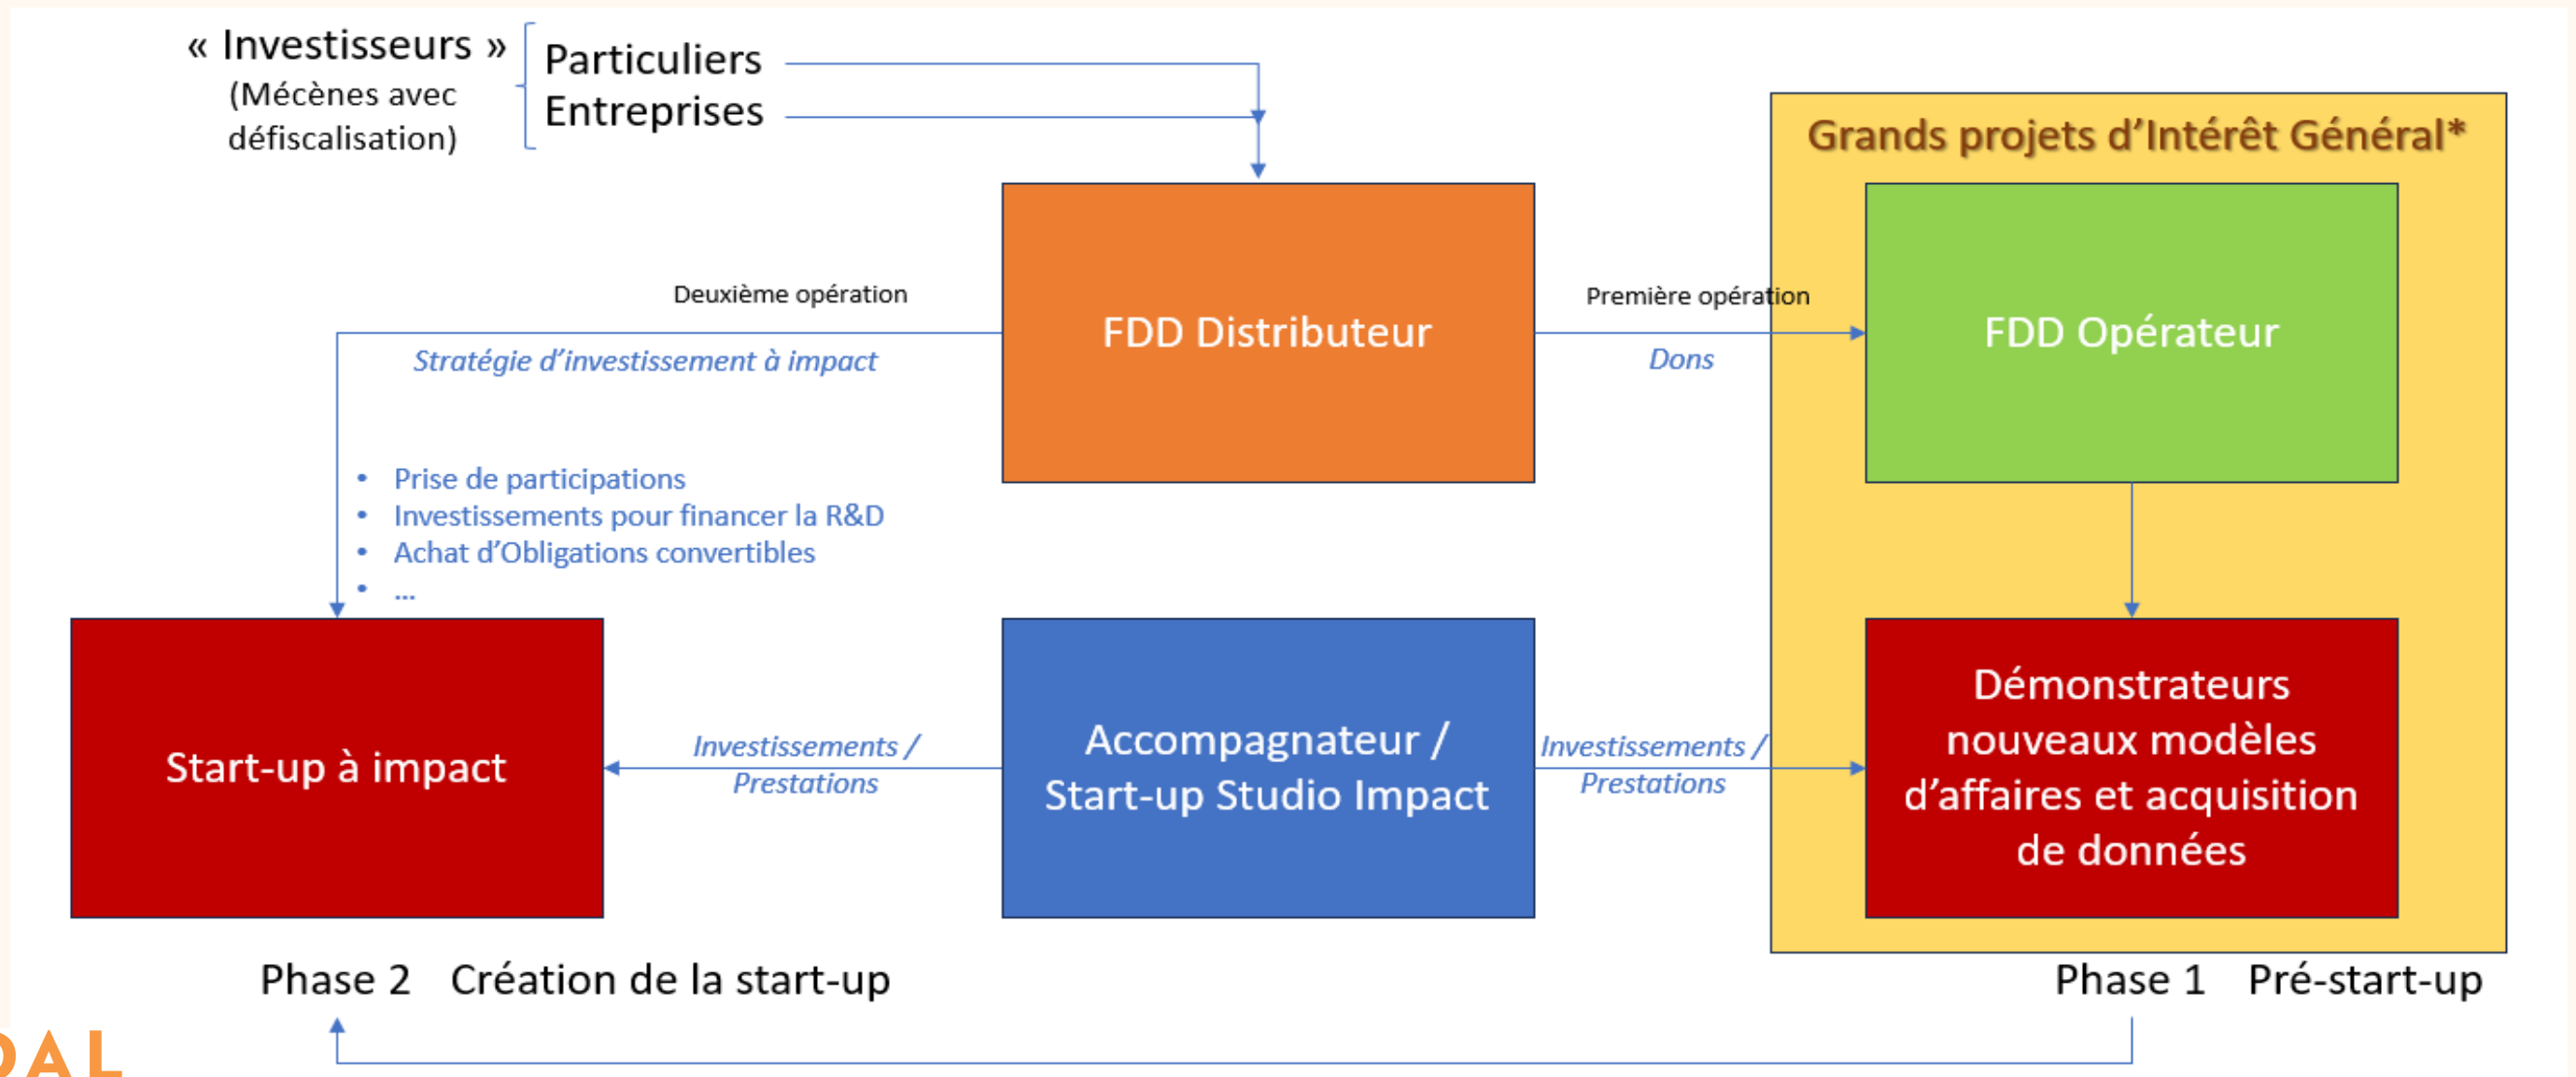 « Investisseurs »
(Mécènes avec
défiscalisation)
Particuliers
Entreprises
Grands projets d'Intérêt Général*
Deuxième opération
Stratégie d'investissement à impact
FDD Distributeur
Première opération
Dons
FDD Opérateur
• Prise de participations
• Investissements pour financer la R&D
• Achat d'Obligations convertibles
• ...
Start-up à impact
Investissements /
Prestations
Accompagnateur /
Start-up Studio Impact
Investissements /
Prestations
Démonstrateurs
nouveaux modèles
d'affaires et acquisition
de données
Phase 2 Création de la start-up
Phase 1 Pré-start-up